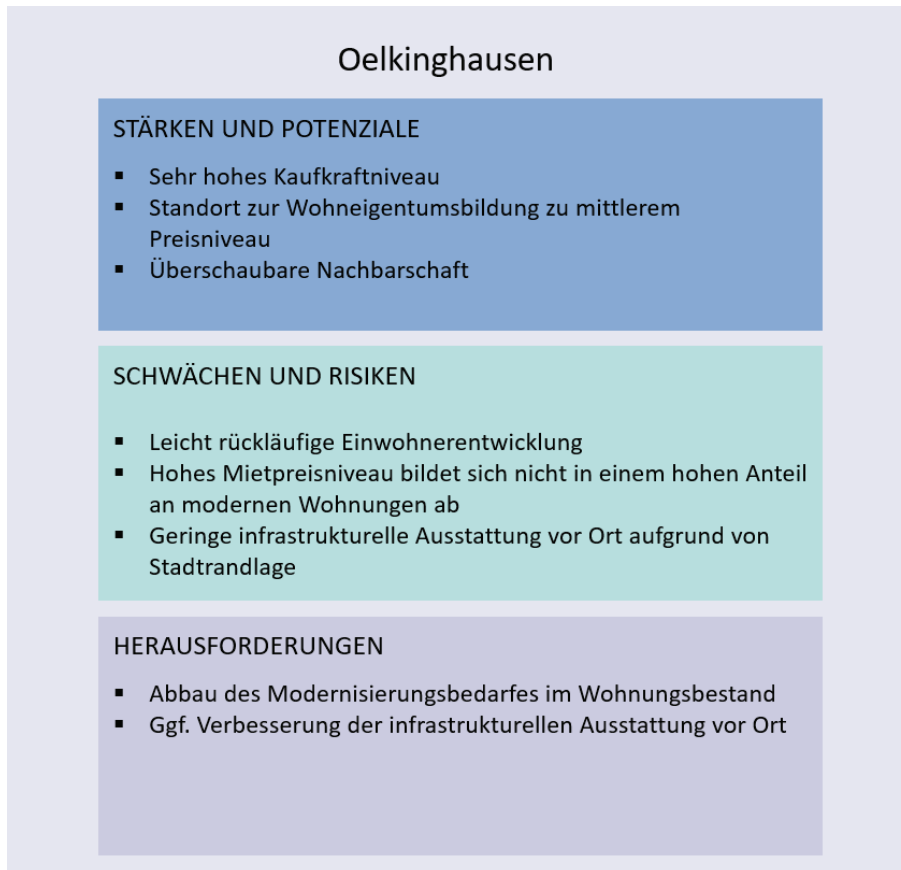 Oelkinghausen
STÄRKEN UND POTENZIALE
▪ Sehr hohes Kaufkraftniveau
▪ Standort zur Wohneigentumsbildung zu mittlerem
Preisniveau
▪ Überschaubare Nachbarschaft
SCHWÄCHEN UND RISIKEN
▪ Leicht rückläufige Einwohnerentwicklung
▪ Hohes Mietpreisniveau bildet sich nicht in einem hohen Anteil
an modernen Wohnungen ab
▪ Geringe infrastrukturelle Ausstattung vor Ort aufgrund von
Stadtrandlage
HERAUSFORDERUNGEN
▪ Abbau des Modernisierungsbedarfes im Wohnungsbestand
▪ Ggf. Verbesserung der infrastrukturellen Ausstattung vor Ort